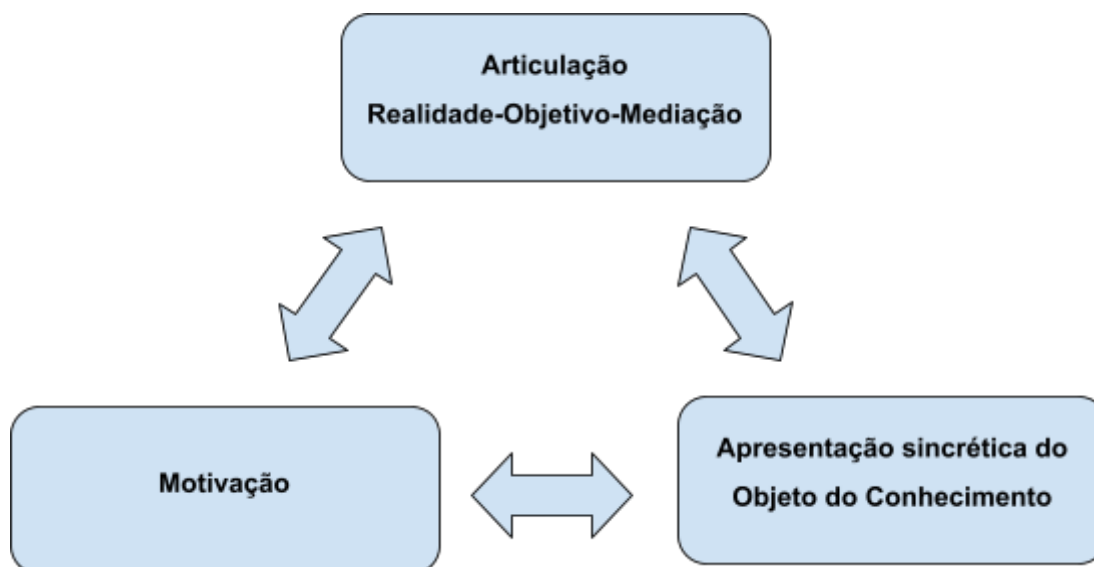 Articulação
Realidade-Objetivo-Mediação
Motivação
Apresentação sincrética do
Objeto do Conhecimento